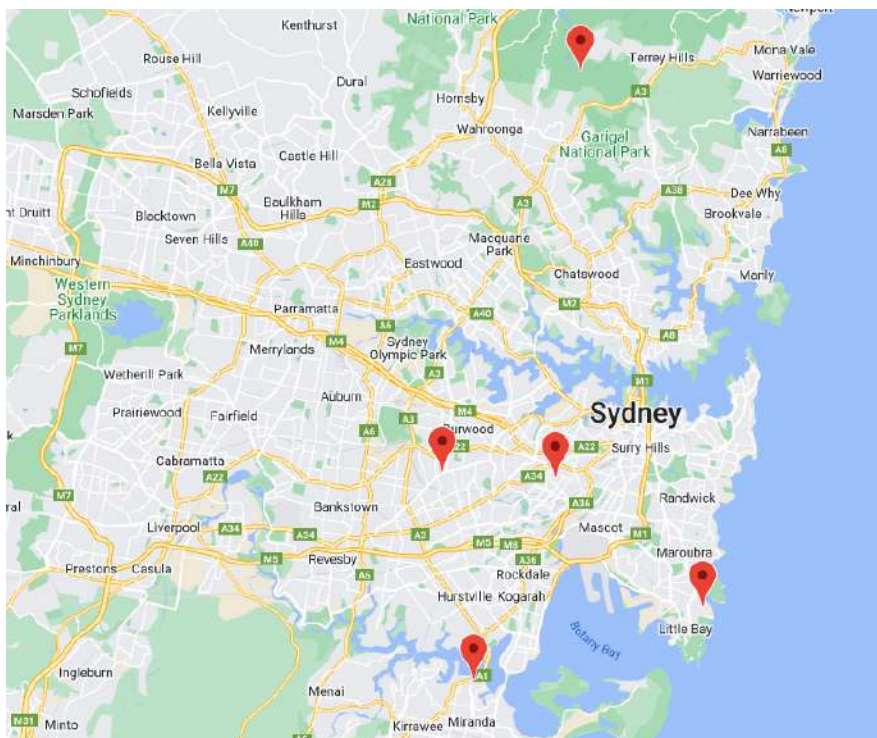 National Park
Kenthurst
Rouse Hill
Terrey Hills
Mona Vale
Warriewood
Schofields
Dural
A3
Marsden Park
Kellyville
Hornsby
Wahroonga
Garigal
National Park
Narrabeen
A8
Castle Hill
Bella Vista
M7
A28
A38
Dee Why
Baulkham
Hills
M2
A3
Brookvale
Blacktown
Seven Hills
A40
Macquarie
Park
Minchinbury
Eastwood
Chatswood
Manly
Western
Sydney
Parklands
M2
Parramatta
A6
A40
A8
M7
Merrylands
M4
Sydney
Olympic Park
A3
Wetherill Park
M1
Auburn
Prairiewood
Fairfield
A3
M4
Sydney
A6
Burwood
A22
A22
Surry Hills
Cabramatta
A22
A34
M7
Bankstown
A36
Randwick
Liverpool
A34
A34
A3
Mascot
M1
M5
Revesby
M5
M8
A36
Maroubra
Prestons
Casula
A6
Rockdale
Hurstville
Kogarah
Little Bay
Botany Bay
Ingleburn
A1
Menai
M31
Minto
Kirrawee
Miranda